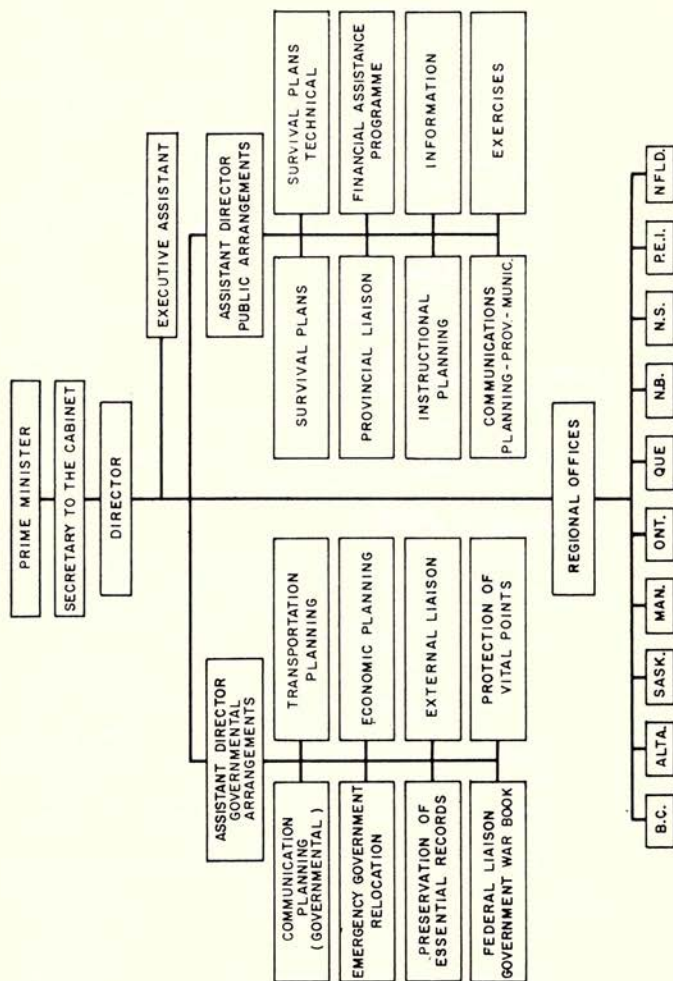 PRIME MINISTER
SECRETARY TO THE CABINET
DIRECTOR
EXECUTIVE ASSISTANT
ASSISTANT DIRECTOR
GOVERNMENTAL
ARRANGEMENTS
COMMUNICATION
PLANNING
(GOVERNMENTAL)
TRANSPORTATION
PLANNING
EMERGENCY GOVERNMENT
RELOCATION
ECONOMIC PLANNING
PRESERVATION OF
ESSENTIAL RECORDS
EXTERNAL LIAISON
FEDERAL LIAISON
GOVERNMENT WAR BOOK
PROTECTION OF
VITAL POINTS
ASSISTANT DIRECTOR
PUBLIC ARRANGEMENTS
SURVIVAL PLANS
SURVIVAL PLANS
TECHNICAL
PROVINCIAL LIAISON
FINANCIAL ASSISTANCE
PROGRAMME
INSTRUCTIONAL
PLANNING
INFORMATION
COMMUNICATIONS
PLANNING-PROV.-MUNIC.
EXERCISES
REGIONAL OFFICES
B.C.
ALTA.
SASK.
MAN.
ONT.
QUE
N.B.
N.S.
P.E.I.
NFLD.